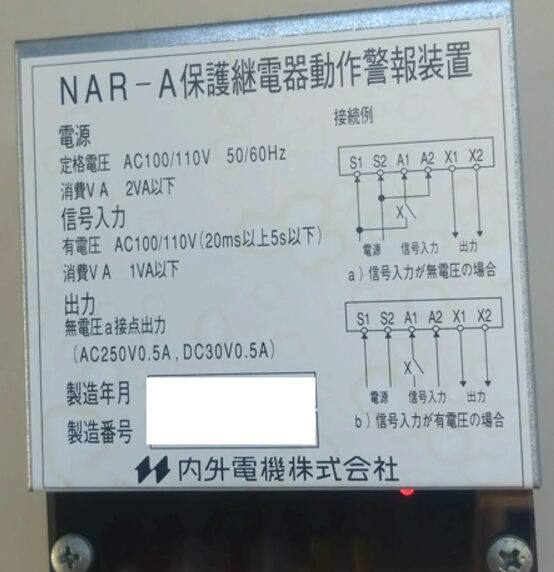 NAR-A保護継電器動作警報装置
電源
定格電圧 AC100/110V 50/60Hz
消費VA 2VA以下
信号入力
有電圧 AC100/110V(20ms以上5s以下)
消費VA 1VA以下
出力
無電圧a接点出力
(AC250V0.5A,DC30V0.5A)
製造年月
製造番号
接続例
S1 S2 A1 A2 X1 X2
X
電源 信号入力 出力
a)信号入力が無電圧の場合
S1 S2 A1 A2 X1 X2
X
電源 信号入力 出力
b)信号入力が有電圧の場合
内外電機株式会社